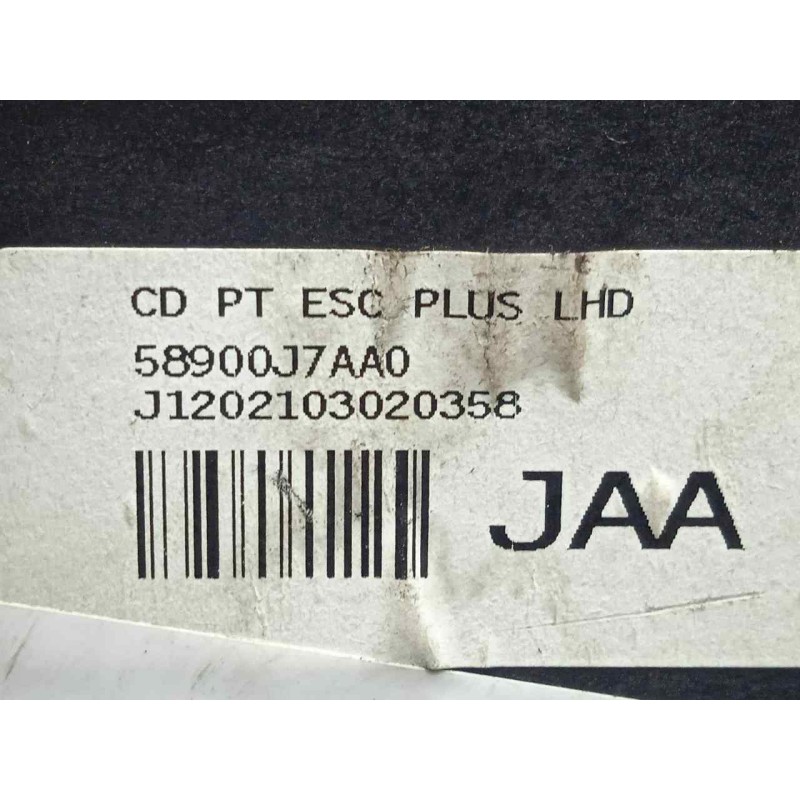 CD PT ESC PLUS LHD
58900J7AA0
J1202103020358
JAA